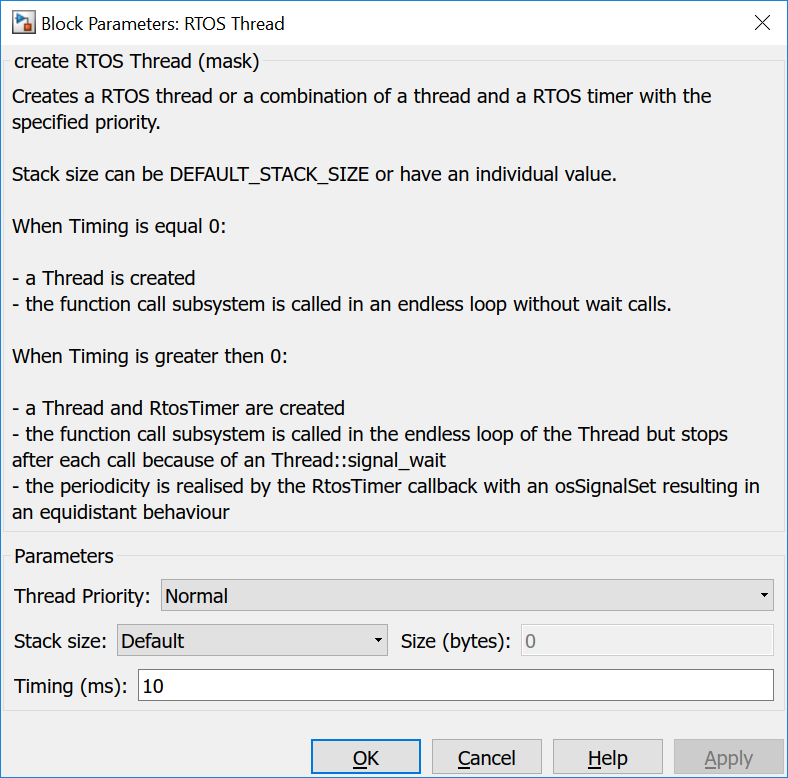 Block Parameters: RTOS Thread
create RTOS Thread (mask)
Creates a RTOS thread or a combination of a thread and a RTOS timer with the
specified priority.
Stack size can be DEFAULT_STACK_SIZE or have an individual value.
When Timing is equal 0:
- a Thread is created
- the function call subsystem is called in an endless loop without wait calls.
When Timing is greater then 0:
- a Thread and RtosTimer are created
- the function call subsystem is called in the endless loop of the Thread but stops
after each call because of an Thread::signal_wait
- the periodicity is realised by the RtosTimer callback with an osSignalSet resulting in
an equidistant behaviour
Parameters
Thread Priority: Normal
Stack size: Default Size (bytes): 0
Timing (ms): 10
OK Cancel Help Apply